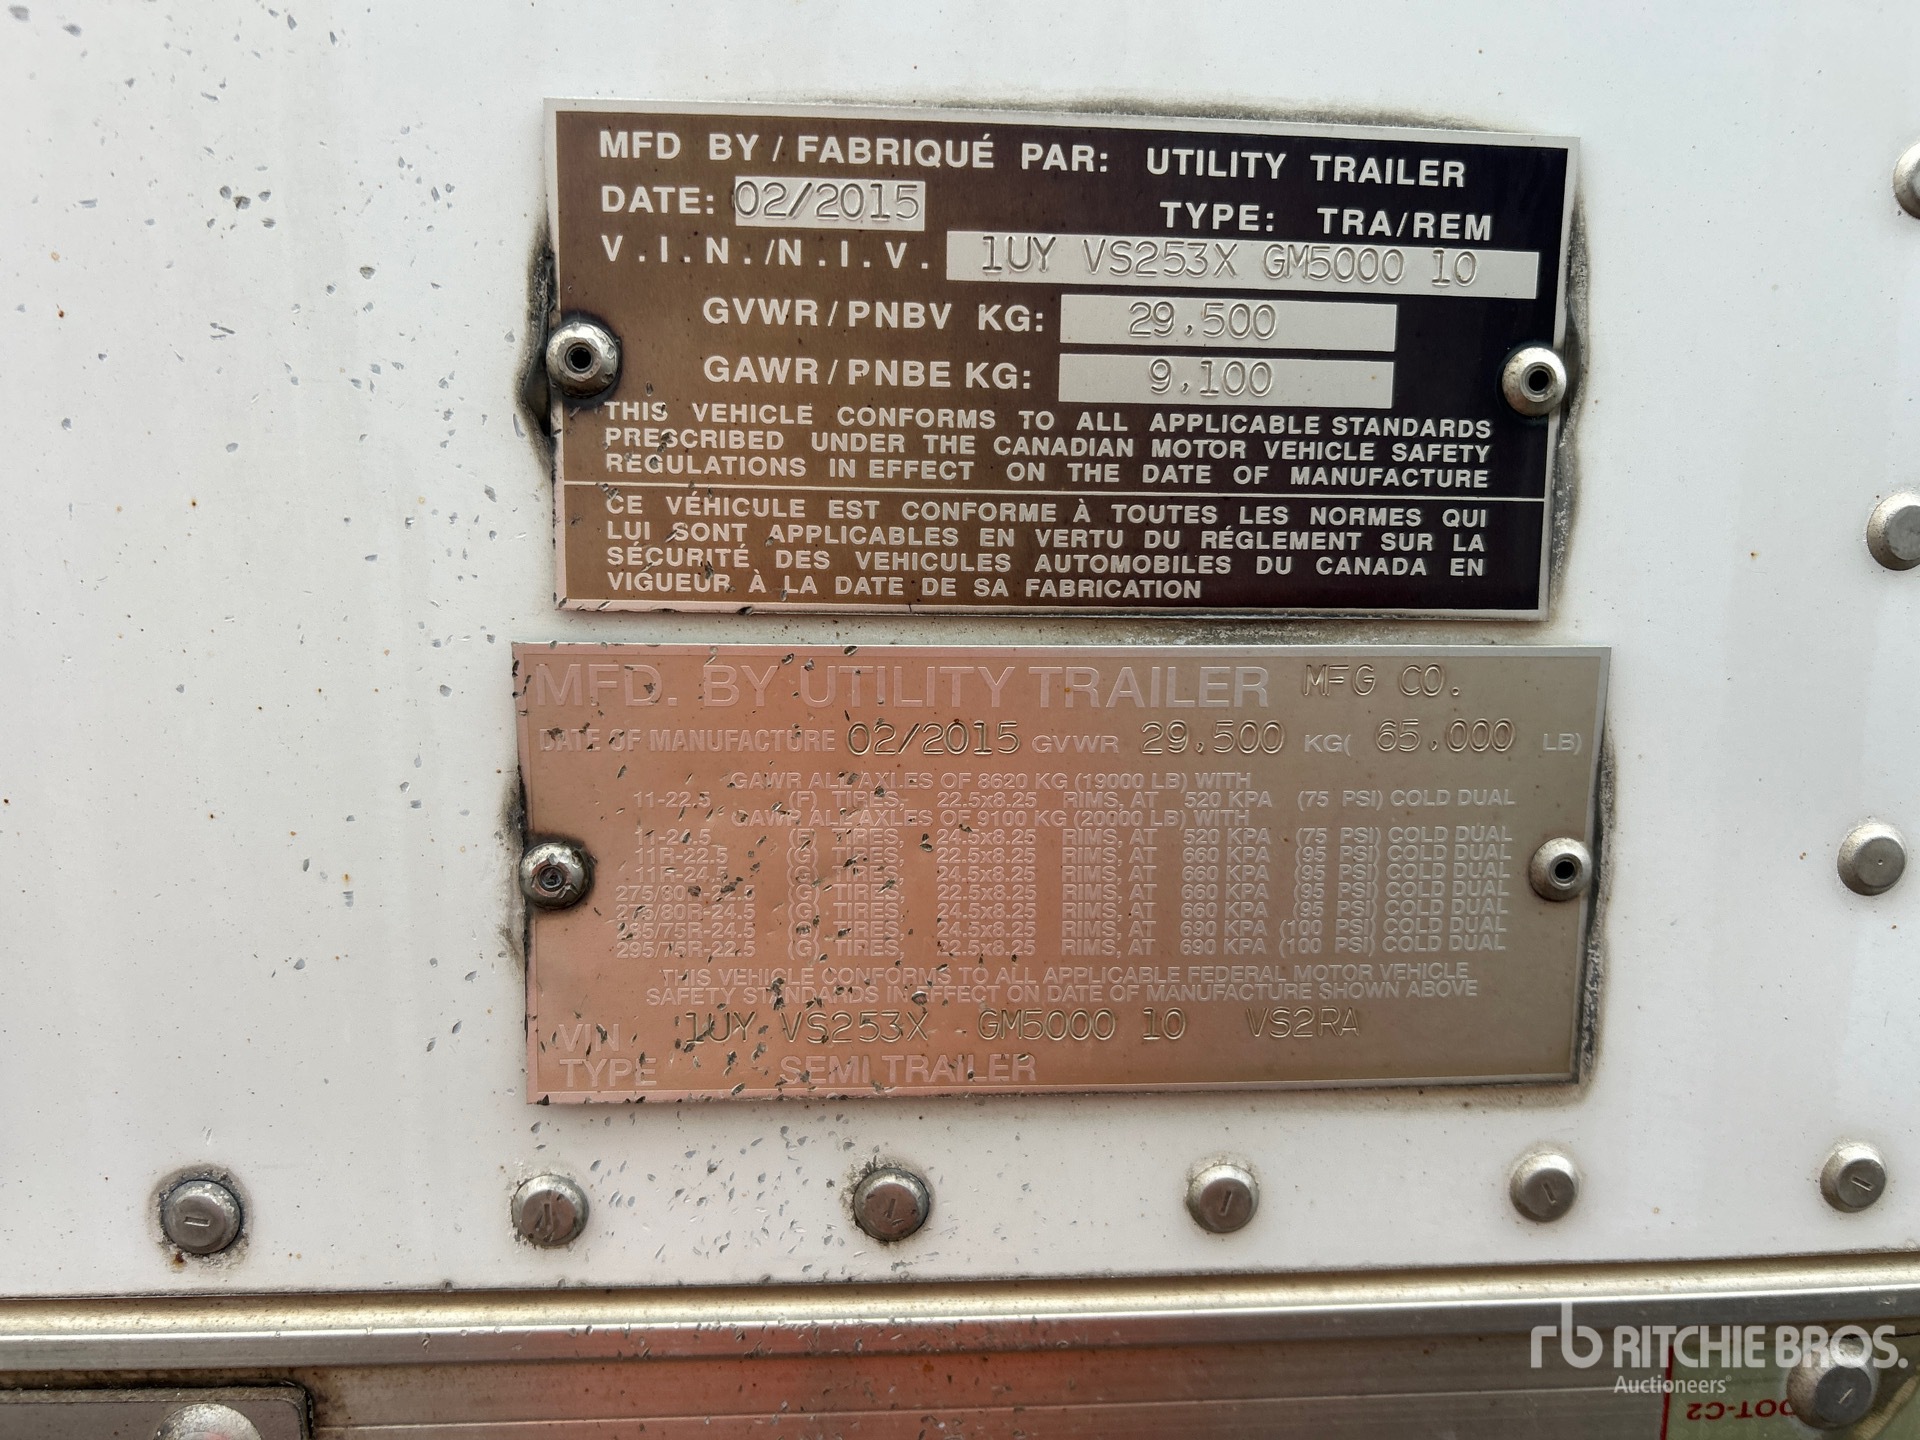 MFD BY / FABRIQUÉ PAR: UTILITY TRAILER
DATE: 02/2015 TYPE: TRA/REM
V.I.N./N.I.V. 1UY VS253X GM5000 10
GVWR/PNBV KG: 29,500
GAWR/PNBE KG: 9,100
THIS VEHICLE CONFORMS TO ALL APPLICABLE STANDARDS
PRESCRIBED UNDER THE CANADIAN MOTOR VEHICLE SAFETY
REGULATIONS IN EFFECT ON THE DATE OF MANUFACTURE
CE VÉHICULE EST CONFORME À TOUTES LES NORMES QUI
LUI SONT APPLICABLES EN VERTU DU RÉGLEMENT SUR LA
SÉCURITÉ DES VEHICULES AUTOMOBILES DU CANADA EN
VIGUEUR À LA DATE DE SA FABRICATION
MFD. BY UTILITY TRAILER MFG CO.
DATE OF MANUFACTURE 02/2015 GVWR 29,500 KG( 65,000 LB)
GAWR ALL AXLES OF 8620 KG (19000 LB) WITH
11-22.5 (F) TIRES, 22.5x8.25 RIMS, AT 520 KPA (75 PSI) COLD DUAL
GAWR ALL AXLES OF 9100 KG (20000 LB) WITH
11-24.5 (F) TIRES, 24.5x8.25 RIMS, AT 520 KPA (75 PSI) COLD DUAL
11R-22.5 (G) TIRES, 22.5x8.25 RIMS, AT 660 KPA (95 PSI) COLD DUAL
11R-24.5 (G) TIRES, 24.5x8.25 RIMS, AT 660 KPA (95 PSI) COLD DUAL
275/80R-22.5 (G) TIRES, 22.5x8.25 RIMS, AT 660 KPA (95 PSI) COLD DUAL
275/80R-24.5 (G) TIRES, 24.5x8.25 RIMS, AT 660 KPA (95 PSI) COLD DUAL
285/75R-24.5 (G) TIRES, 24.5x8.25 RIMS, AT 690 KPA (100 PSI) COLD DUAL
295/75R-22.5 (G) TIRES, 22.5x8.25 RIMS, AT 690 KPA (100 PSI) COLD DUAL
THIS VEHICLE CONFORMS TO ALL APPLICABLE FEDERAL MOTOR VEHICLE
SAFETY STANDARDS IN EFFECT ON DATE OF MANUFACTURE SHOWN ABOVE
VIN 1UY VS253X GM5000 10 VS2RA
TYPE SEMI TRAILER
rb RITCHIE BROS.
Auctioneers
DOT-C2